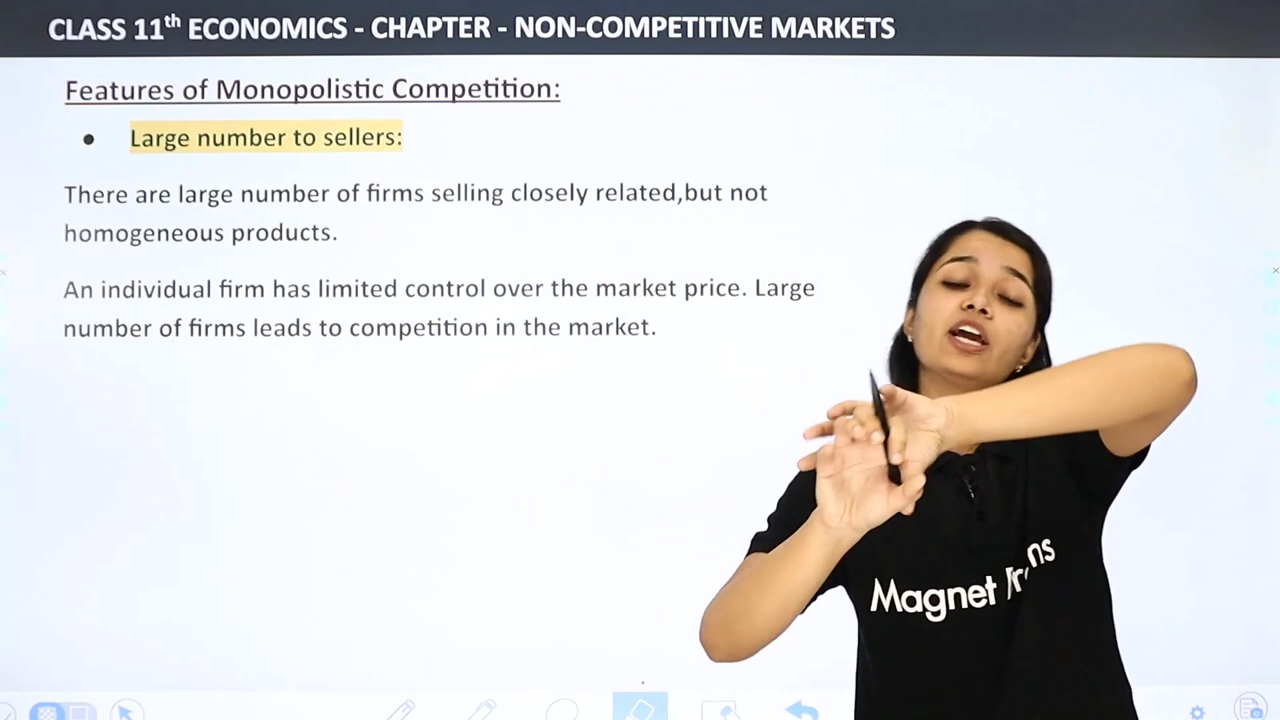 CLASS 11th ECONOMICS - CHAPTER - NON-COMPETITIVE MARKETS
Features of Monopolistic Competition:
• Large number to sellers:
There are large number of firms selling closely related,but not
homogeneous products.
An individual firm has limited control over the market price. Large
number of firms leads to competition in the market.
Magnet